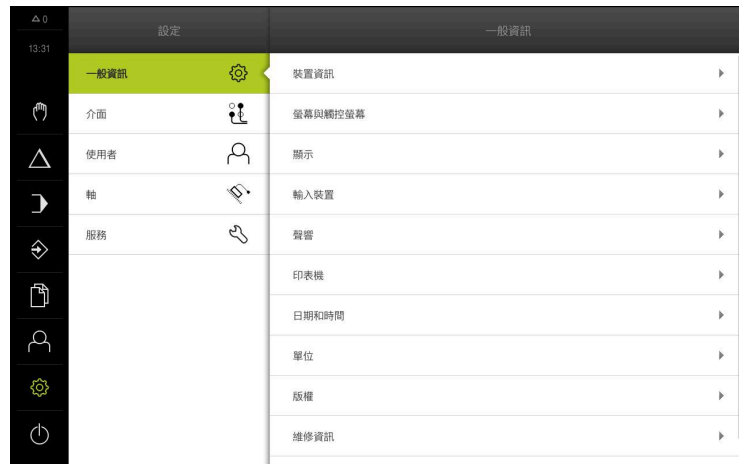 0
13:31
設定
一般資訊
介面
使用者
軸
服務
一般資訊
裝置資訊
螢幕與觸控螢幕
顯示
輸入裝置
聲響
印表機
日期和時間
單位
版權
維修資訊